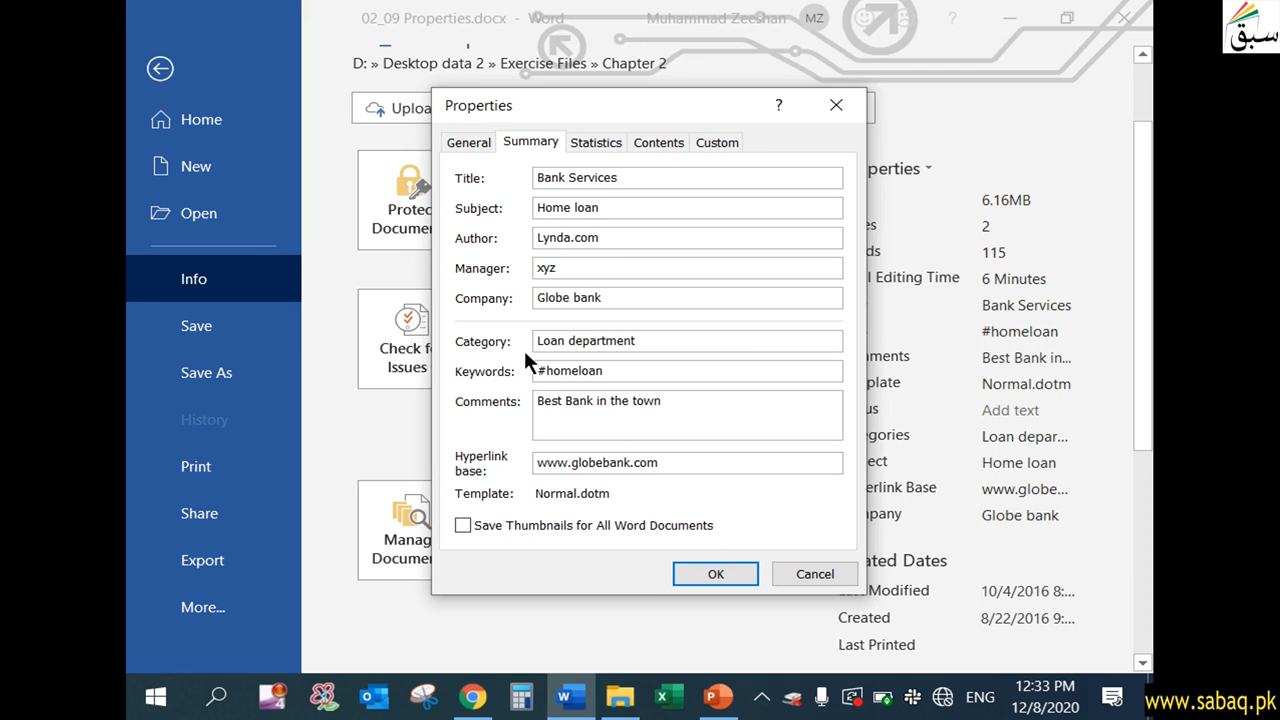 02_09 Properties.docx - Word
Muhammad Zeeshan
MZ
?
سبق
D: » Desktop data 2 » Exercise Files » Chapter 2
Home
New
Open
Info
Save
Save As
History
Print
Share
Export
More...
Properties
?
General
Summary
Statistics
Contents
Custom
Title: Bank Services
Subject: Home loan
Author: Lynda.com
Manager: xyz
Company: Globe bank
Category: Loan department
Keywords: #homeloan
Comments: Best Bank in the town
Hyperlink base: www.globebank.com
Template: Normal.dotm
Save Thumbnails for All Word Documents
OK
Cancel
6.16MB
2
115
Editing Time 6 Minutes
Bank Services
#homeloan
Best Bank in...
Normal.dotm
Add text
Loan depar...
Home loan
Base www.globe...
Globe bank
Dates
Modified 10/4/2016 8:...
Created 8/22/2016 9:...
Last Printed
ENG
12:33 PM
12/8/2020
www.sabaq.pk